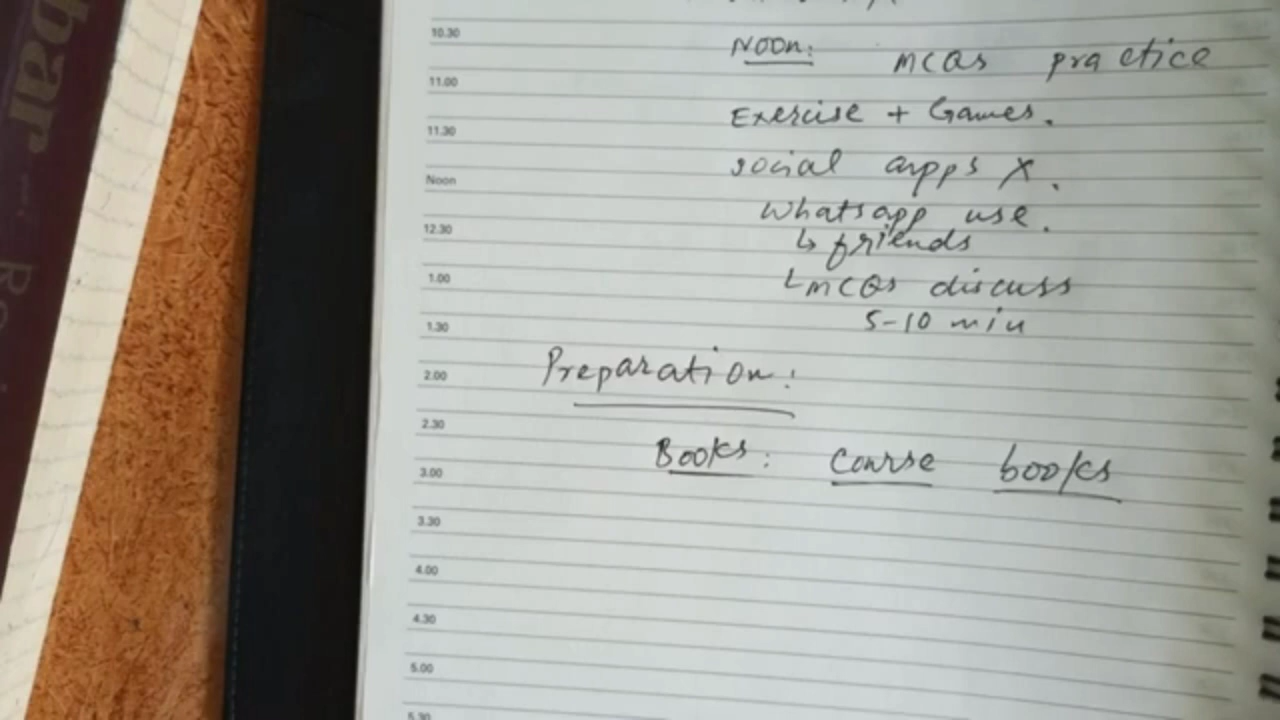 bar
10.30
Noon: MCQs practice
11.00
Exercise + Games.
11.30
social apps X.
Noon
Whatsapp use.
12.30
↳ friends
1.00
↳ MCQs discuss
1.30
5-10 min
2.00
Preparation:
2.30
Books: course books
3.00
3.30
4.00
4.30
5.00
5.30